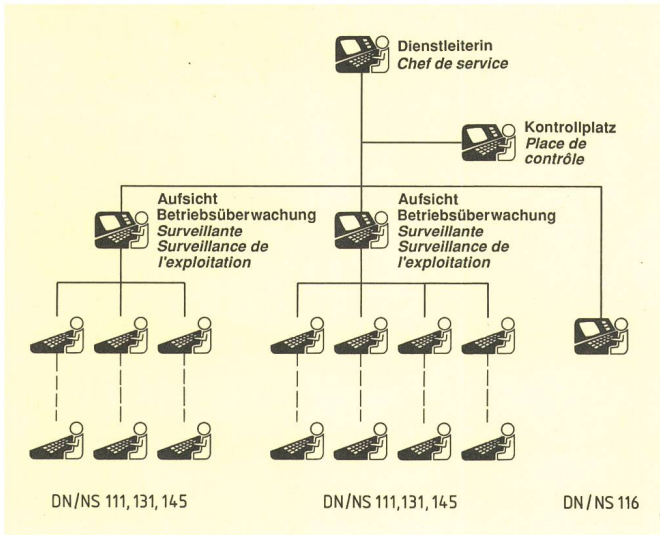 Dienstleiterin
Chef de service
Kontrollplatz
Place de
contrôle
Aufsicht
Betriebsüberwachung
Surveillante
Surveillance de
l'exploitation
Aufsicht
Betriebsüberwachung
Surveillante
Surveillance de
l'exploitation
DN/NS 111, 131, 145
DN/NS 111, 131, 145
DN/NS 116